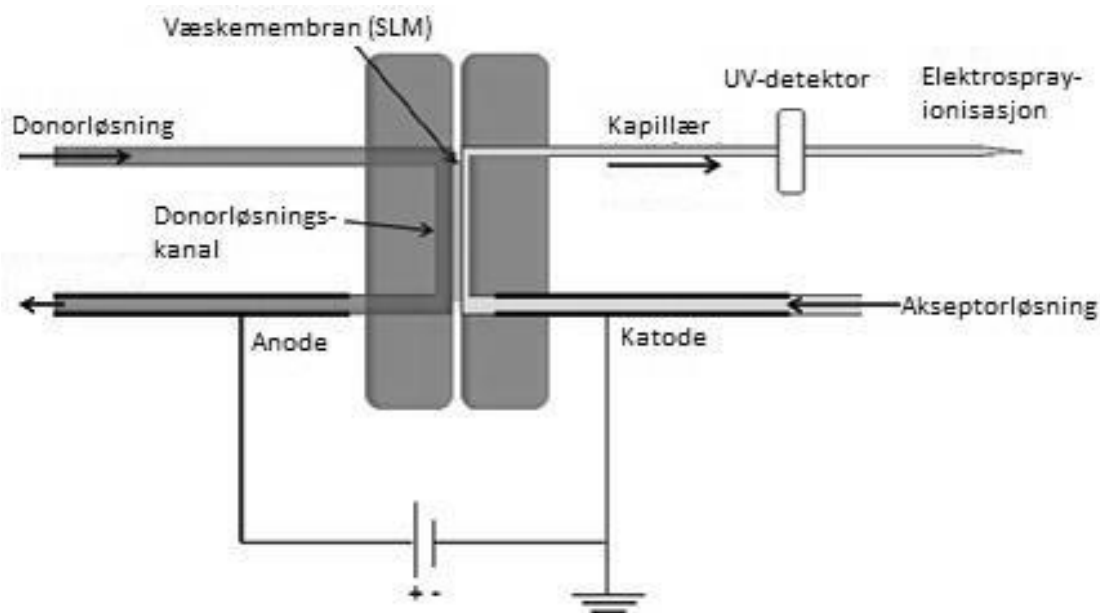 Væskemembran (SLM)
UV-detektor
Elektrospray-
ionisasjon
Donorløsning
Kapillær
Donorløsnings-
kanal
Akseptorløsning
Anode
Katode
+ -